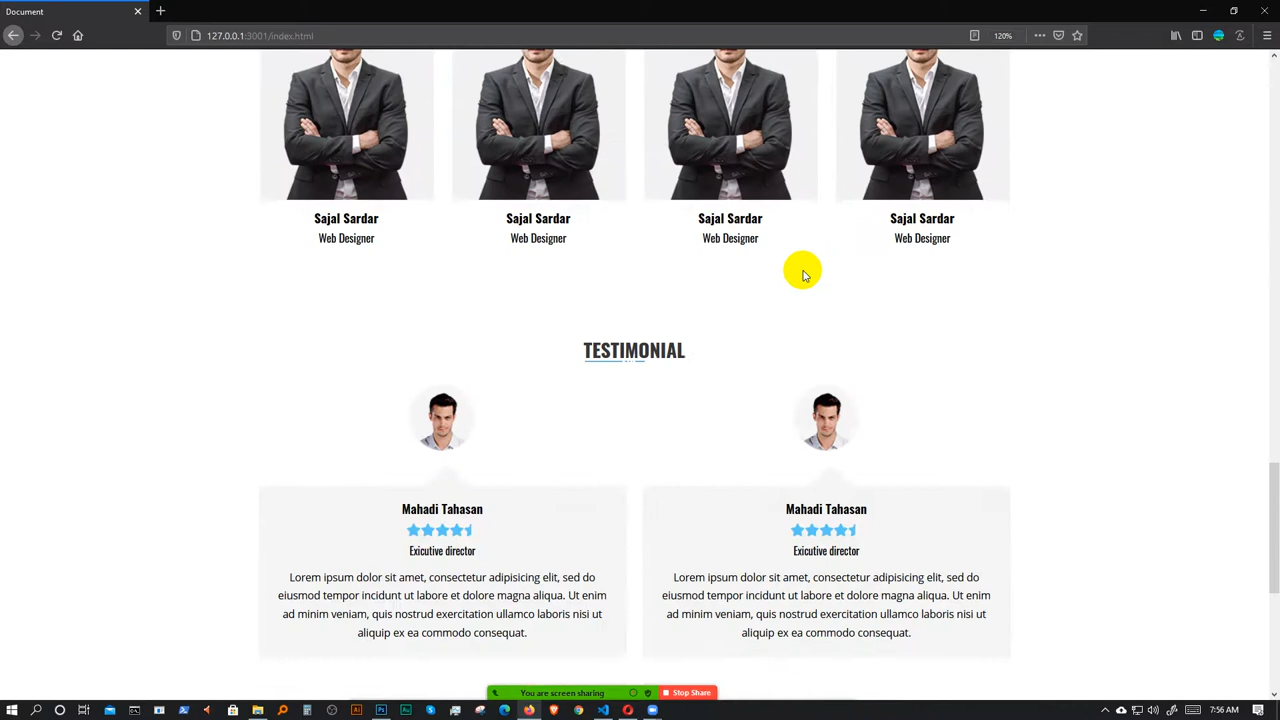 Document
127.0.0.1:3001/index.html
120%
Sajal Sardar
Sajal Sardar
Sajal Sardar
Sajal Sardar
Web Designer
Web Designer
Web Designer
Web Designer
TESTIMONIAL
Mahadi Tahasan
Exicutive director
Lorem ipsum dolor sit amet, consectetur adipisicing elit, sed do
eiusmod tempor incididunt ut labore et dolore magna aliqua. Ut enim
ad minim veniam, quis nostrud exercitation ullamco laboris nisi ut
aliquip ex ea commodo consequat.
Mahadi Tahasan
Exicutive director
Lorem ipsum dolor sit amet, consectetur adipisicing elit, sed do
eiusmod tempor incididunt ut labore et dolore magna aliqua. Ut enim
ad minim veniam, quis nostrud exercitation ullamco laboris nisi ut
aliquip ex ea commodo consequat.
You are screen sharing
Stop Share
Ai
Ps
Au
7:56 AM